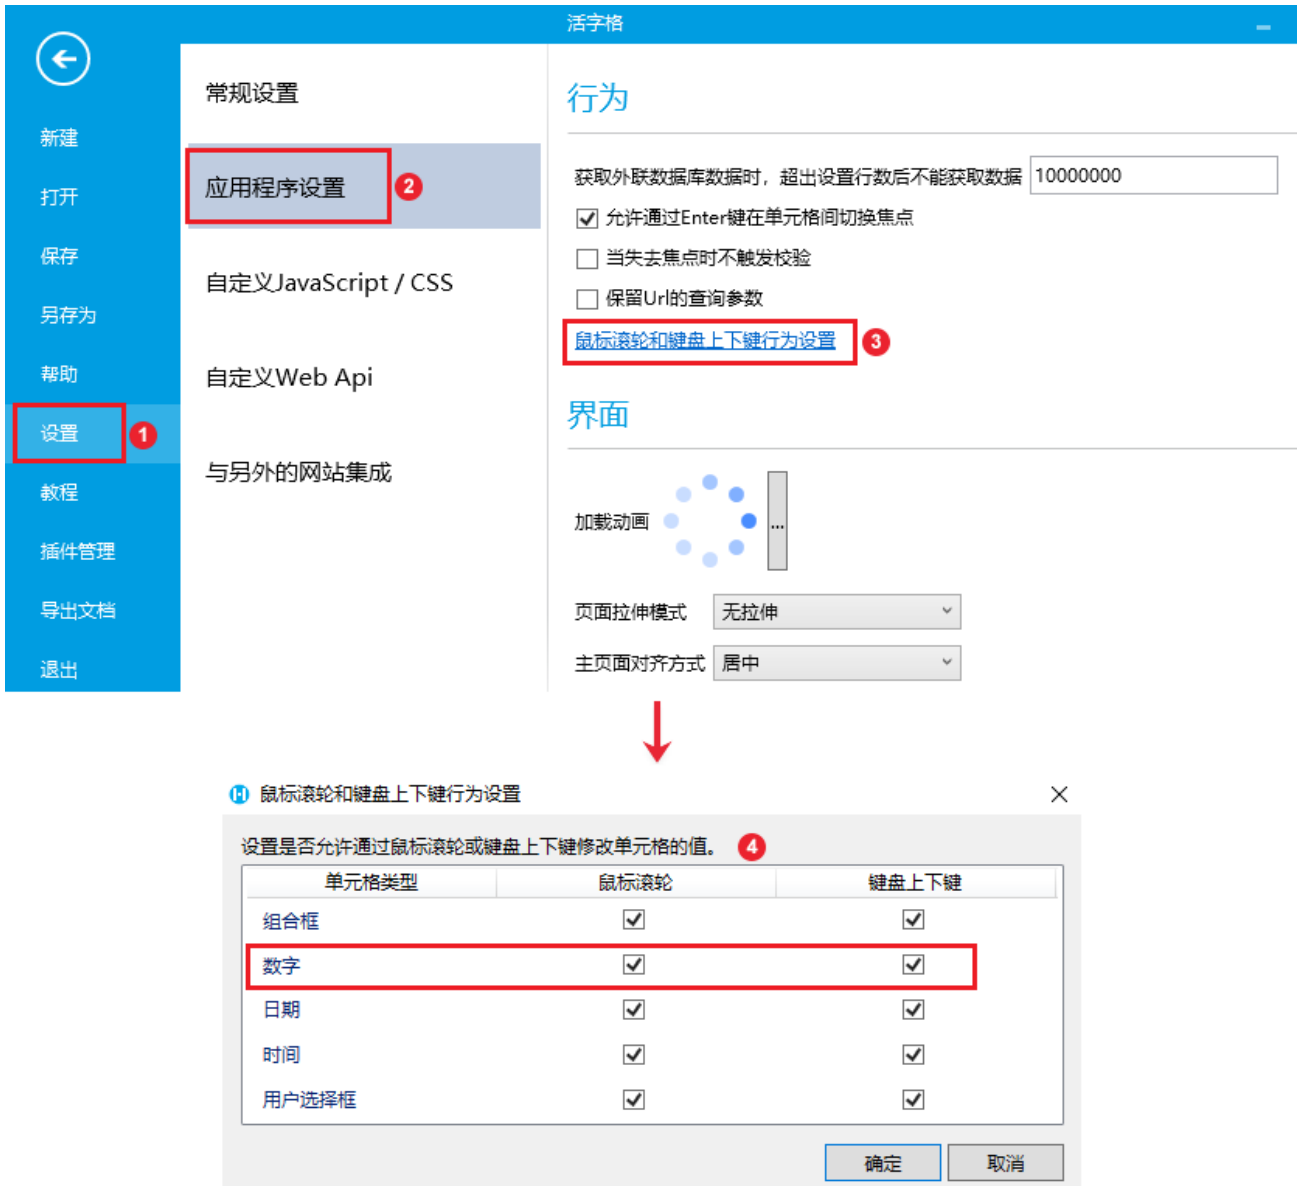 活字格
新建
打开
保存
另存为
帮助
设置 1
教程
插件管理
导出文档
退出
常规设置
应用程序设置 2
自定义JavaScript / CSS
自定义Web Api
与另外的网站集成
行为
获取外联数据库数据时，超出设置行数后不能获取数据 10000000
允许通过Enter键在单元格间切换焦点
当失去焦点时不触发校验
保留Url的查询参数
鼠标滚轮和键盘上下键行为设置 3
界面
加载动画 ...
页面拉伸模式 无拉伸
主页面对齐方式 居中
鼠标滚轮和键盘上下键行为设置
设置是否允许通过鼠标滚轮或键盘上下键修改单元格的值。 4
单元格类型 鼠标滚轮 键盘上下键
组合框
数字
日期
时间
用户选择框
确定 取消